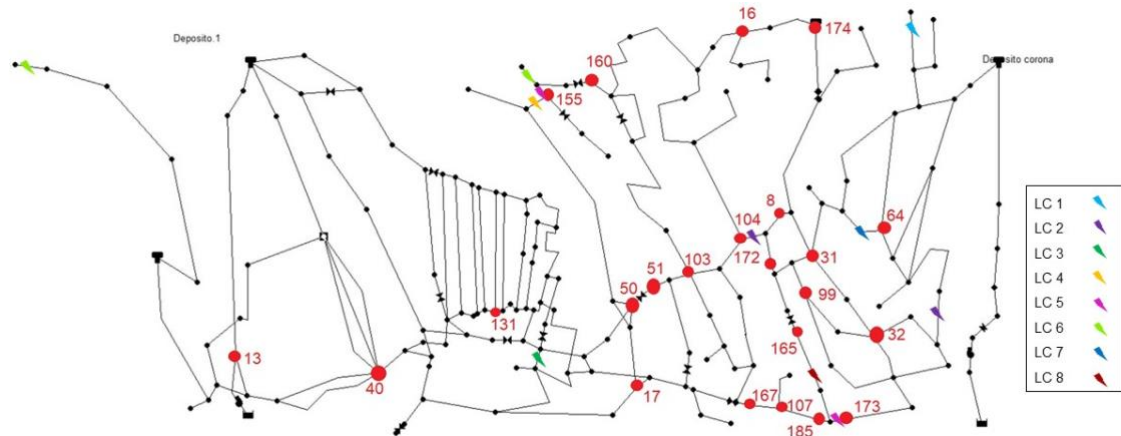 16
174
Deposito.1
160
Deposito corona
155
LC 1
8
64
LC 2
104
LC 3
172
31
103
LC 4
51
99
LC 5
50
LC 6
131
165
32
LC 7
13
LC 8
40
17
167
107
173
185